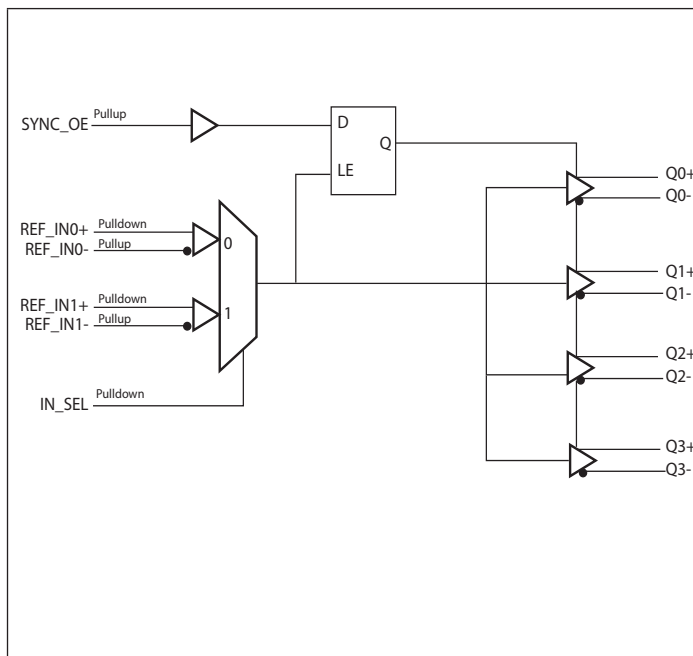 SYNC_OE Pullup
D
Q
LE
REF_IN0+ Pulldown
REF_IN0- Pullup
0
REF_IN1+ Pulldown
REF_IN1- Pullup
1
IN_SEL Pulldown
Q0+
Q0-
Q1+
Q1-
Q2+
Q2-
Q3+
Q3-